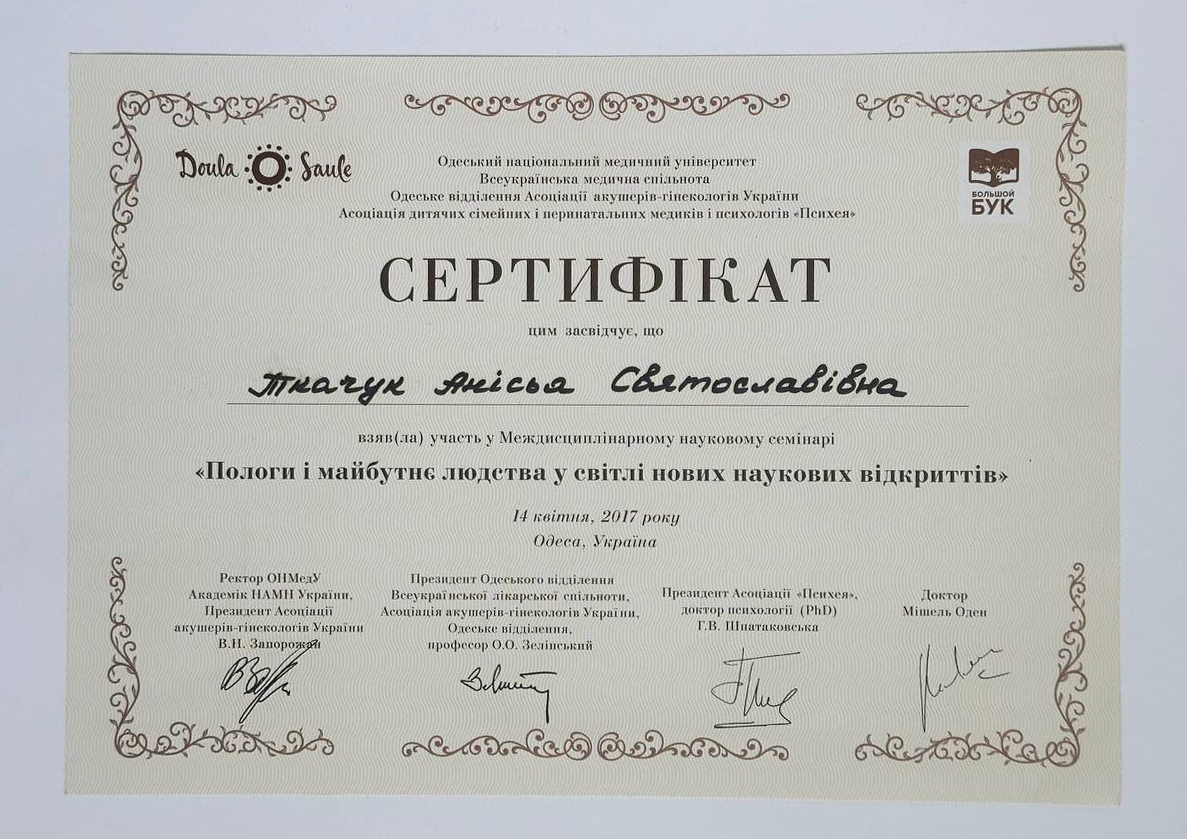 Doula Saule
Одеський національний медичний університет
Всеукраїнська медична спільнота
Одеське відділення Асоціації акушерів-гінекологів України
Асоціація дитячих сімейних і перинатальних медиків і психологів «Психея»
БОЛЬШОЙ
БУК
СЕРТИФІКАТ
цим засвідчує, що
Ткачук Анісья Святославівна
взяв(ла) участь у Междисциплінарному науковому семінарі
«Пологи і майбутнє людства у світлі нових наукових відкриттів»
14 квітня, 2017 року
Одеса, Україна
Ректор ОНМедУ
Академік НАМН України,
Президент Асоціації
акушерів-гінекологів України
В.Н. Запорожан
Президент Одеського відділення
Всеукраїнської лікарської спільноти,
Асоціація акушерів-гінекологів України,
Одеське відділення,
професор О.О. Зелінський
Президент Асоціації «Психея»,
доктор психології (PhD)
Г.В. Шпатаковська
Доктор
Мішель Оден